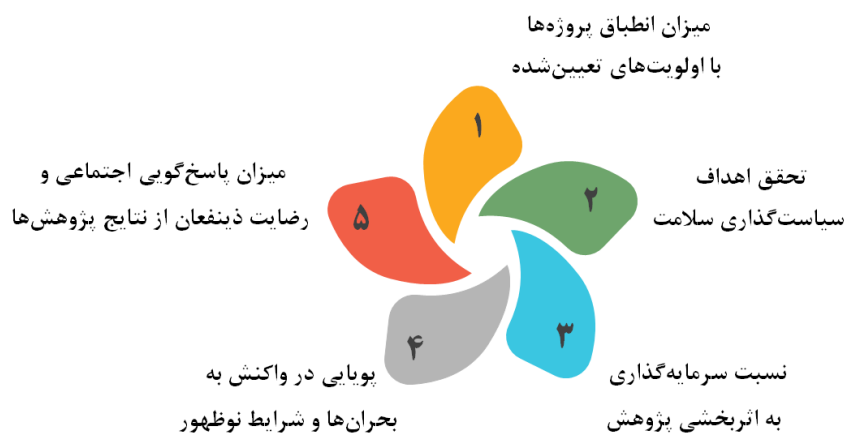 میزان انطباق پروژه‌ها
با اولویت‌های تعیین‌شده
۱
تحقق اهداف
سیاست‌گذاری سلامت
۲
نسبت سرمایه‌گذاری
به اثربخشی پژوهش
۳
پویایی در واکنش به
بحران‌ها و شرایط نوظهور
۴
میزان پاسخ‌گویی اجتماعی و
رضایت ذینفعان از نتایج پژوهش‌ها
۵